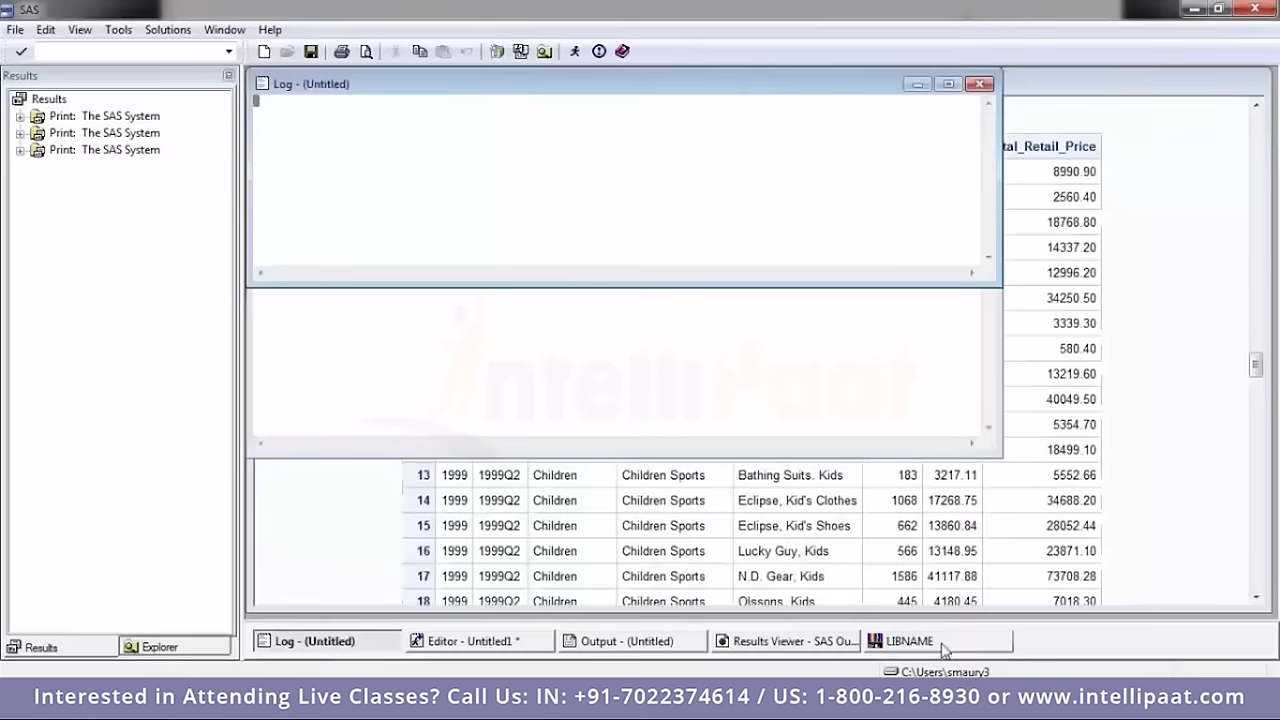 SAS
File Edit View Tools Solutions Window Help
Results
Results
Print: The SAS System
Print: The SAS System
Print: The SAS System
Log - (Untitled)
tal_Retail_Price
8990.90
2560.40
18768.80
14337.20
12996.20
34250.50
3339.30
580.40
13219.60
40049.50
5354.70
18499.10
intelliPaat
13 1999 1999Q2 Children Children Sports Bathing Suits. Kids 183 3217.11 5552.66
14 1999 1999Q2 Children Children Sports Eclipse, Kid's Clothes 1068 17268.75 34688.20
15 1999 1999Q2 Children Children Sports Eclipse, Kid's Shoes 662 13860.84 28052.44
16 1999 1999Q2 Children Children Sports Lucky Guy, Kids 566 13148.95 23871.10
17 1999 1999Q2 Children Children Sports N.D. Gear, Kids 1586 41117.88 73708.28
18 1999 1999Q2 Children Children Sports Olssons, Kids 445 4180.45 7018.30
Results Explorer Log - (Untitled) Editor - Untitled1 * Output - (Untitled) Results Viewer - SAS Ou... LIBNAME
C:\Users\smaury3
Interested in Attending Live Classes? Call Us: IN: +91-7022374614 / US: 1-800-216-8930 or www.intellipaat.com